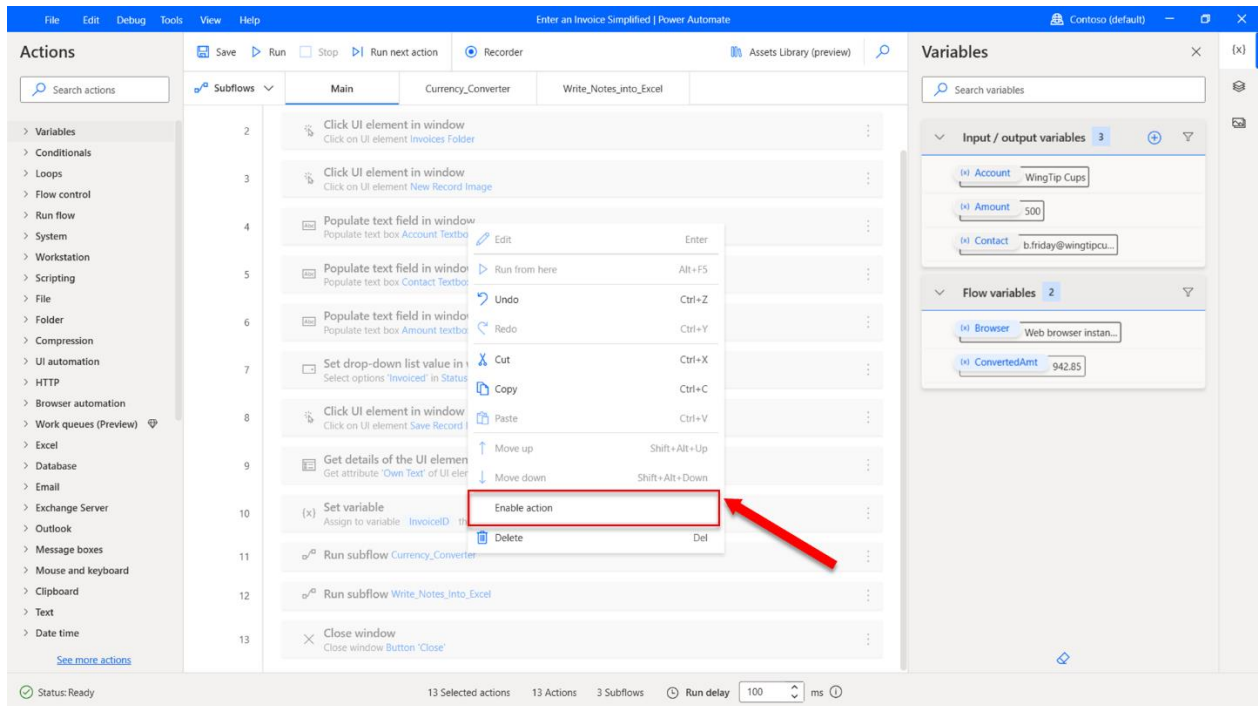 File Edit Debug Tools View Help
Enter an Invoice Simplified | Power Automate
Contoso (default)
Actions
Save Run Stop Run next action Recorder
Assets Library (preview)
Variables
{x}
Search actions
Subflows Main Currency_Converter Write_Notes_into_Excel
Search variables
Variables
Conditionals
Loops
Flow control
Run flow
System
Workstation
Scripting
File
Folder
Compression
UI automation
HTTP
Browser automation
Work queues (Preview)
Excel
Database
Email
Exchange Server
Outlook
Message boxes
Mouse and keyboard
Clipboard
Text
Date time
See more actions
2 Click UI element in window
Click on UI element Invoices Folder
3 Click UI element in window
Click on UI element New Record Image
4 Populate text field in window
Populate text box Account
5 Populate text field in
Populate text box Contact
6 Populate text field in
Populate text box Amount
7 Set drop-down list value in
Select options 'Invoiced' in Status
8 Click UI element in window
Click on UI element Save Record
9 Get details of the UI
Get attribute 'Own Text' of UI
10 {x} Set variable
Assign to variable InvoiceID
11 Run subflow Currency_Converter
12 Run subflow Write_Notes_Into_Excel
13 Close window
Close window Button 'Close'
Edit Enter
Run from here Alt+F5
Undo Ctrl+Z
Redo Ctrl+Y
Cut Ctrl+X
Copy Ctrl+C
Paste Ctrl+V
Move up Shift+Alt+Up
Move down Shift+Alt+Down
Enable action
Delete Del
Input / output variables 3
(x) Account WingTip Cups
(x) Amount 500
(x) Contact b.friday@wingtipcu...
Flow variables 2
(x) Browser Web browser instan...
(x) ConvertedAmt 942.85
Status: Ready
13 Selected actions 13 Actions 3 Subflows Run delay 100 ms